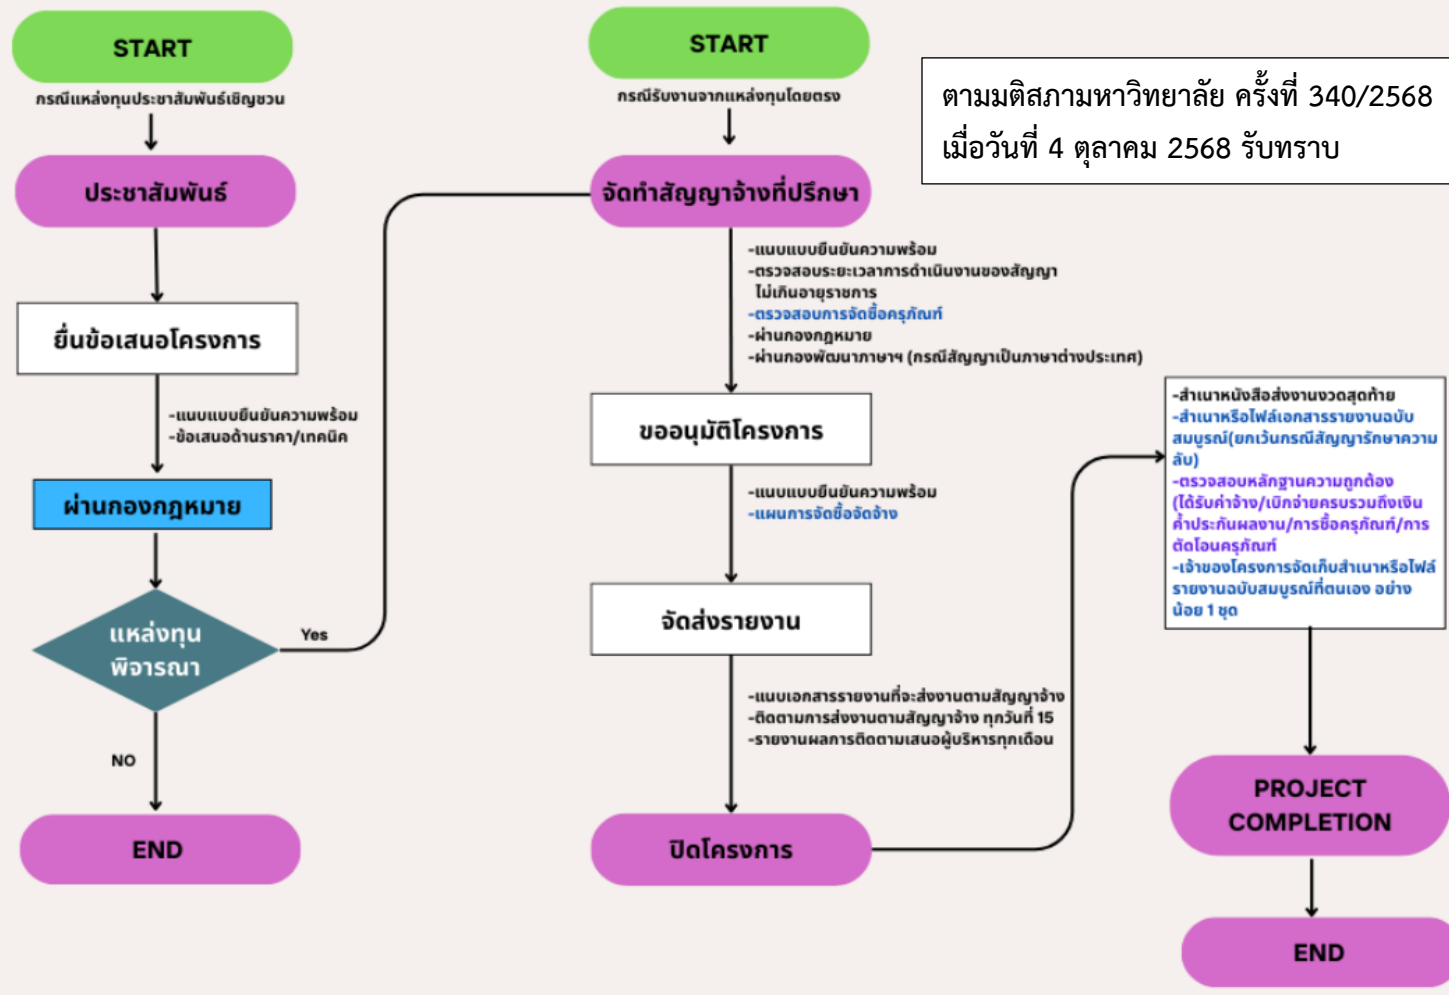 START
กรณีแหล่งทุนประชาสัมพันธ์เชิญชวน
ประชาสัมพันธ์
ยื่นข้อเสนอโครงการ
-แนบแบบยืนยันความพร้อม
-ข้อเสนอด้านราคา/เทคนิค
ผ่านกองกฎหมาย
แหล่งทุน
พิจารณา
Yes
NO
END
START
กรณีรับงานจากแหล่งทุนโดยตรง
จัดทำสัญญาจ้างที่ปรึกษา
-แนบแบบยืนยันความพร้อม
-ตรวจสอบระยะเวลาการดำเนินงานของสัญญา
ไม่เกินอายุราชการ
-ตรวจสอบการจัดซื้อครุภัณฑ์
-ผ่านกองกฎหมาย
-ผ่านกองพัฒนาภาษาฯ (กรณีสัญญาเป็นภาษาต่างประเทศ)
ขออนุมัติโครงการ
-แนบแบบยืนยันความพร้อม
-แผนการจัดซื้อจัดจ้าง
จัดส่งรายงาน
-แนบเอกสารรายงานที่จะส่งงานตามสัญญาจ้าง
-ติดตามการส่งงานตามสัญญาจ้าง ทุกวันที่ 15
-รายงานผลการติดตามเสนอผู้บริหารทุกเดือน
ปิดโครงการ
ตามมติสภามหาวิทยาลัย ครั้งที่ 340/2568
เมื่อวันที่ 4 ตุลาคม 2568 รับทราบ
-สำเนาหนังสือส่งงานงวดสุดท้าย
-สำเนาหรือไฟล์เอกสารรายงานฉบับ
สมบูรณ์(ยกเว้นกรณีสัญญารักษาความ
ลับ)
-ตรวจสอบหลักฐานความถูกต้อง
(ได้รับค่าจ้าง/เบิกจ่ายครบรวมถึงเงิน
ค้ำประกันผลงาน/การซื้อครุภัณฑ์/การ
ตัดโอนครุภัณฑ์
-เจ้าของโครงการจัดเก็บสำเนาหรือไฟล์
รายงานฉบับสมบูรณ์ที่ตนเอง อย่าง
น้อย 1 ชุด
PROJECT
COMPLETION
END